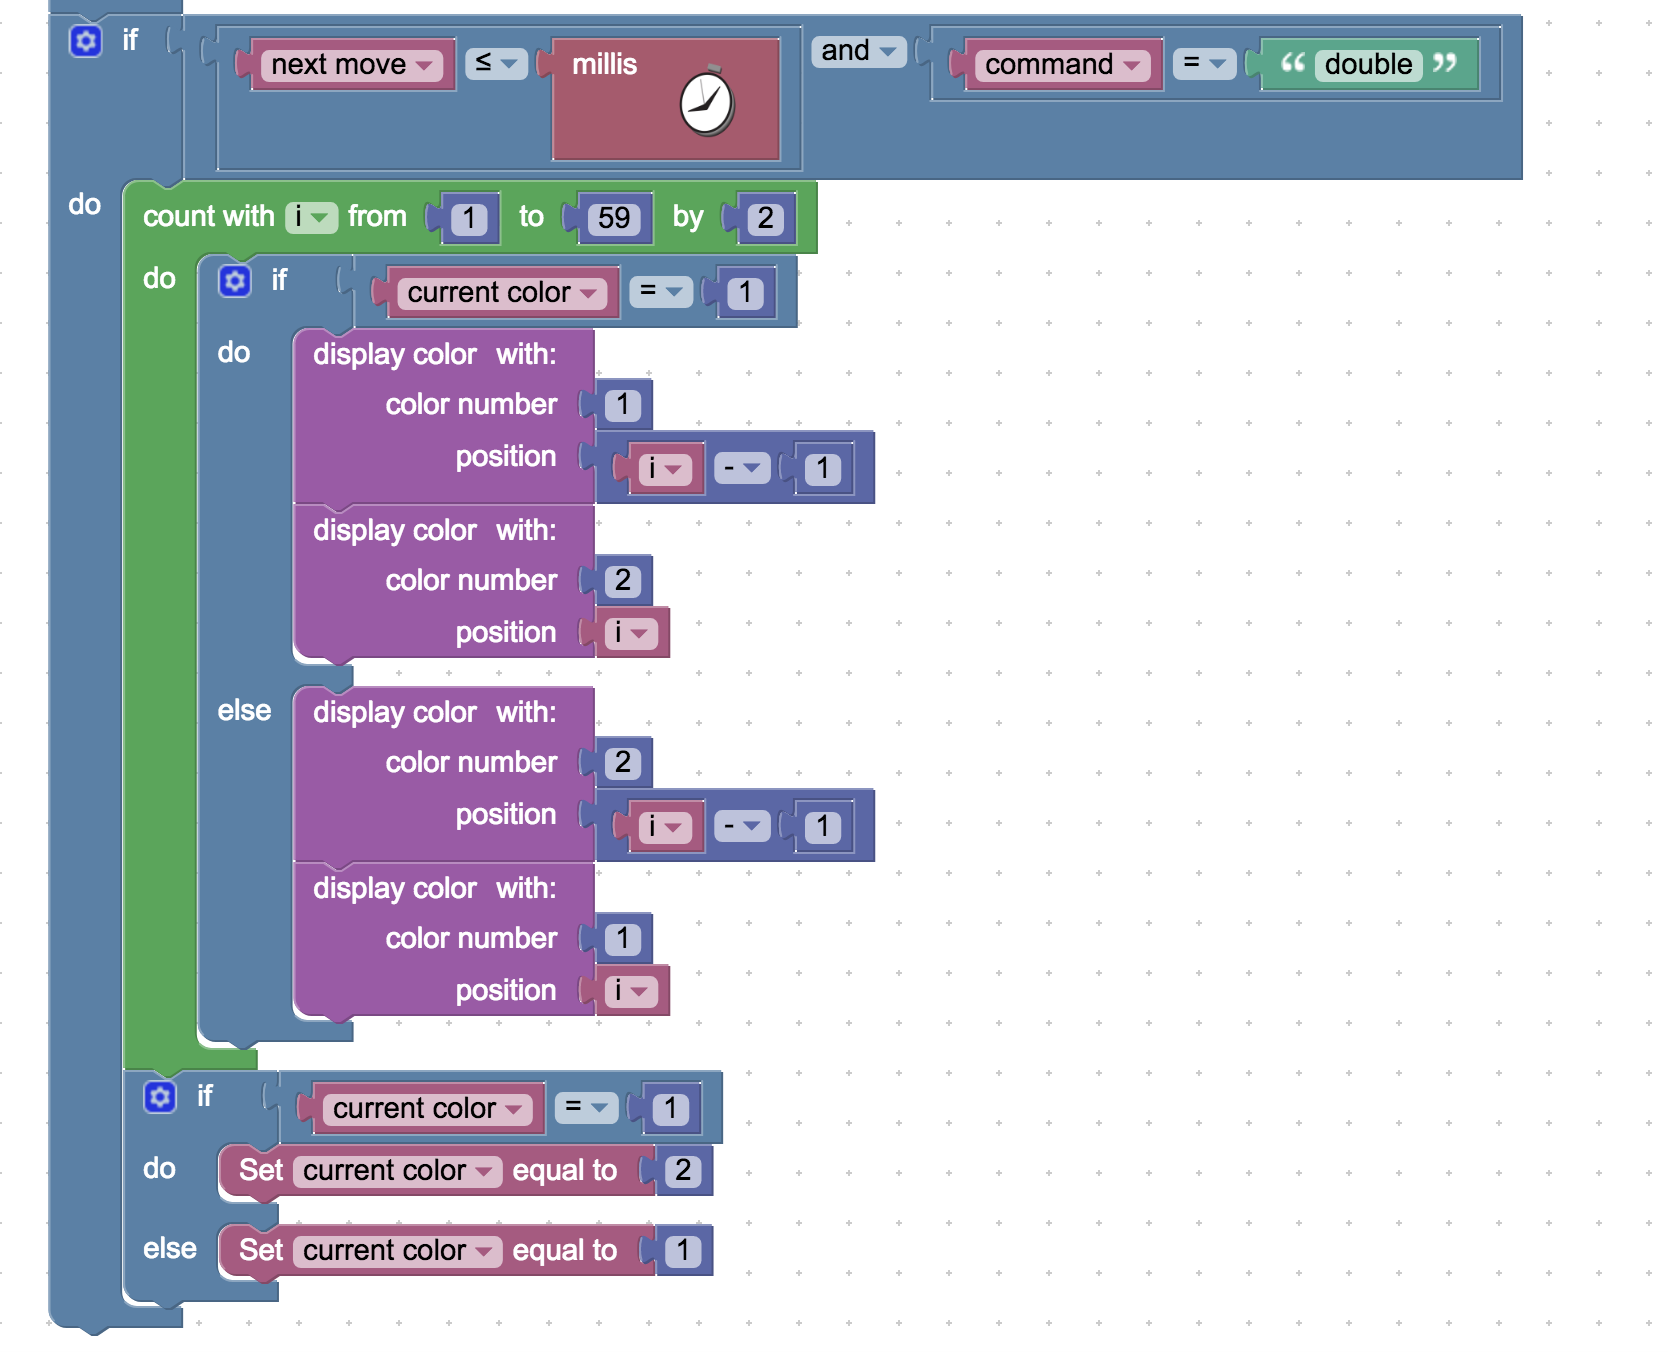 if next move ≤ millis and command = “ double ”
do count with i from 1 to 59 by 2
do if current color = 1
do display color with:
color number 1
position i - 1
display color with:
color number 2
position i
else display color with:
color number 2
position i - 1
display color with:
color number 1
position i
if current color = 1
do Set current color equal to 2
else Set current color equal to 1